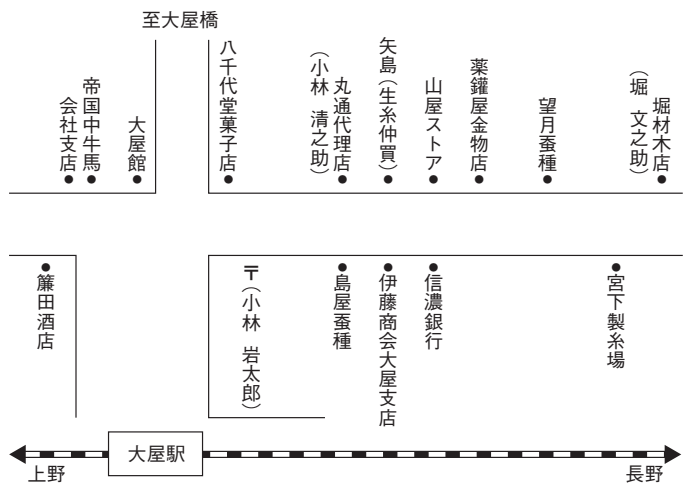 至大屋橋
帝国中牛馬
会社支店
大屋館
八千代堂菓子店
丸通代理店
（小林 清之助）
矢島（生糸仲買）
山屋ストア
薬鑵屋金物店
望月蚕種
堀材木店
（堀 文之助）
簾田酒店
〒（小林 岩太郎）
島屋蚕種
伊藤商会大屋支店
信濃銀行
宮下製糸場
大屋駅
上野
長野